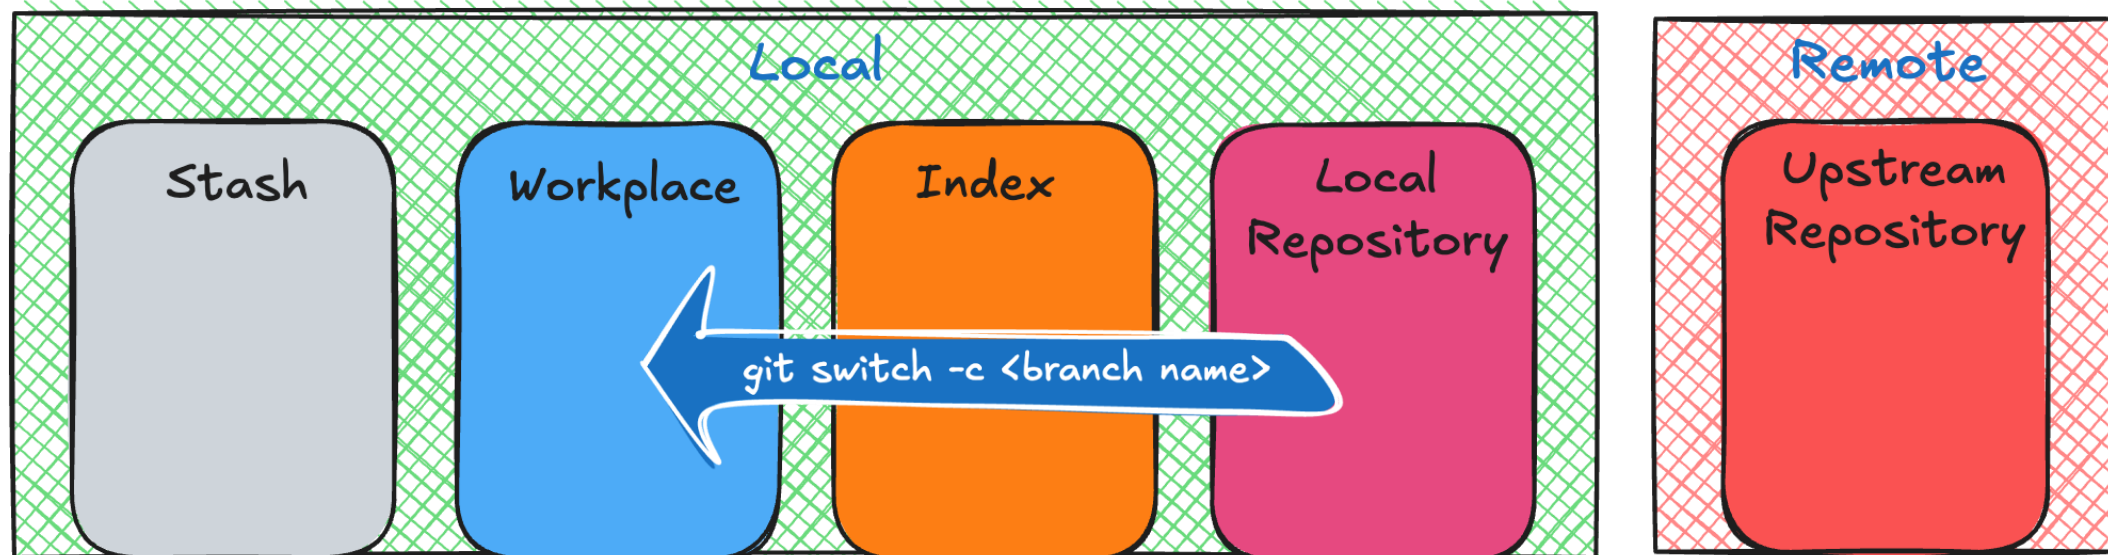 Local
Remote
Stash
Workplace
Index
Local
Repository
Upstream
Repository
git switch -c <branch name>